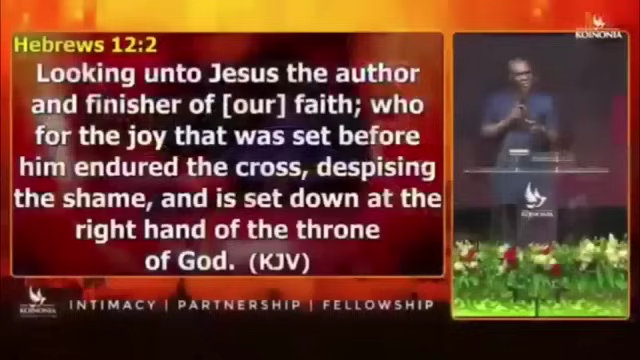 Hebrews 12:2
Looking unto Jesus the author
and finisher of [our] faith; who
for the joy that was set before
him endured the cross, despising
the shame, and is set down at the
right hand of the throne
of God. (KJV)
KOINONIA
KOINONIA
KOINONIA
INTIMACY | PARTNERSHIP | FELLOWSHIP